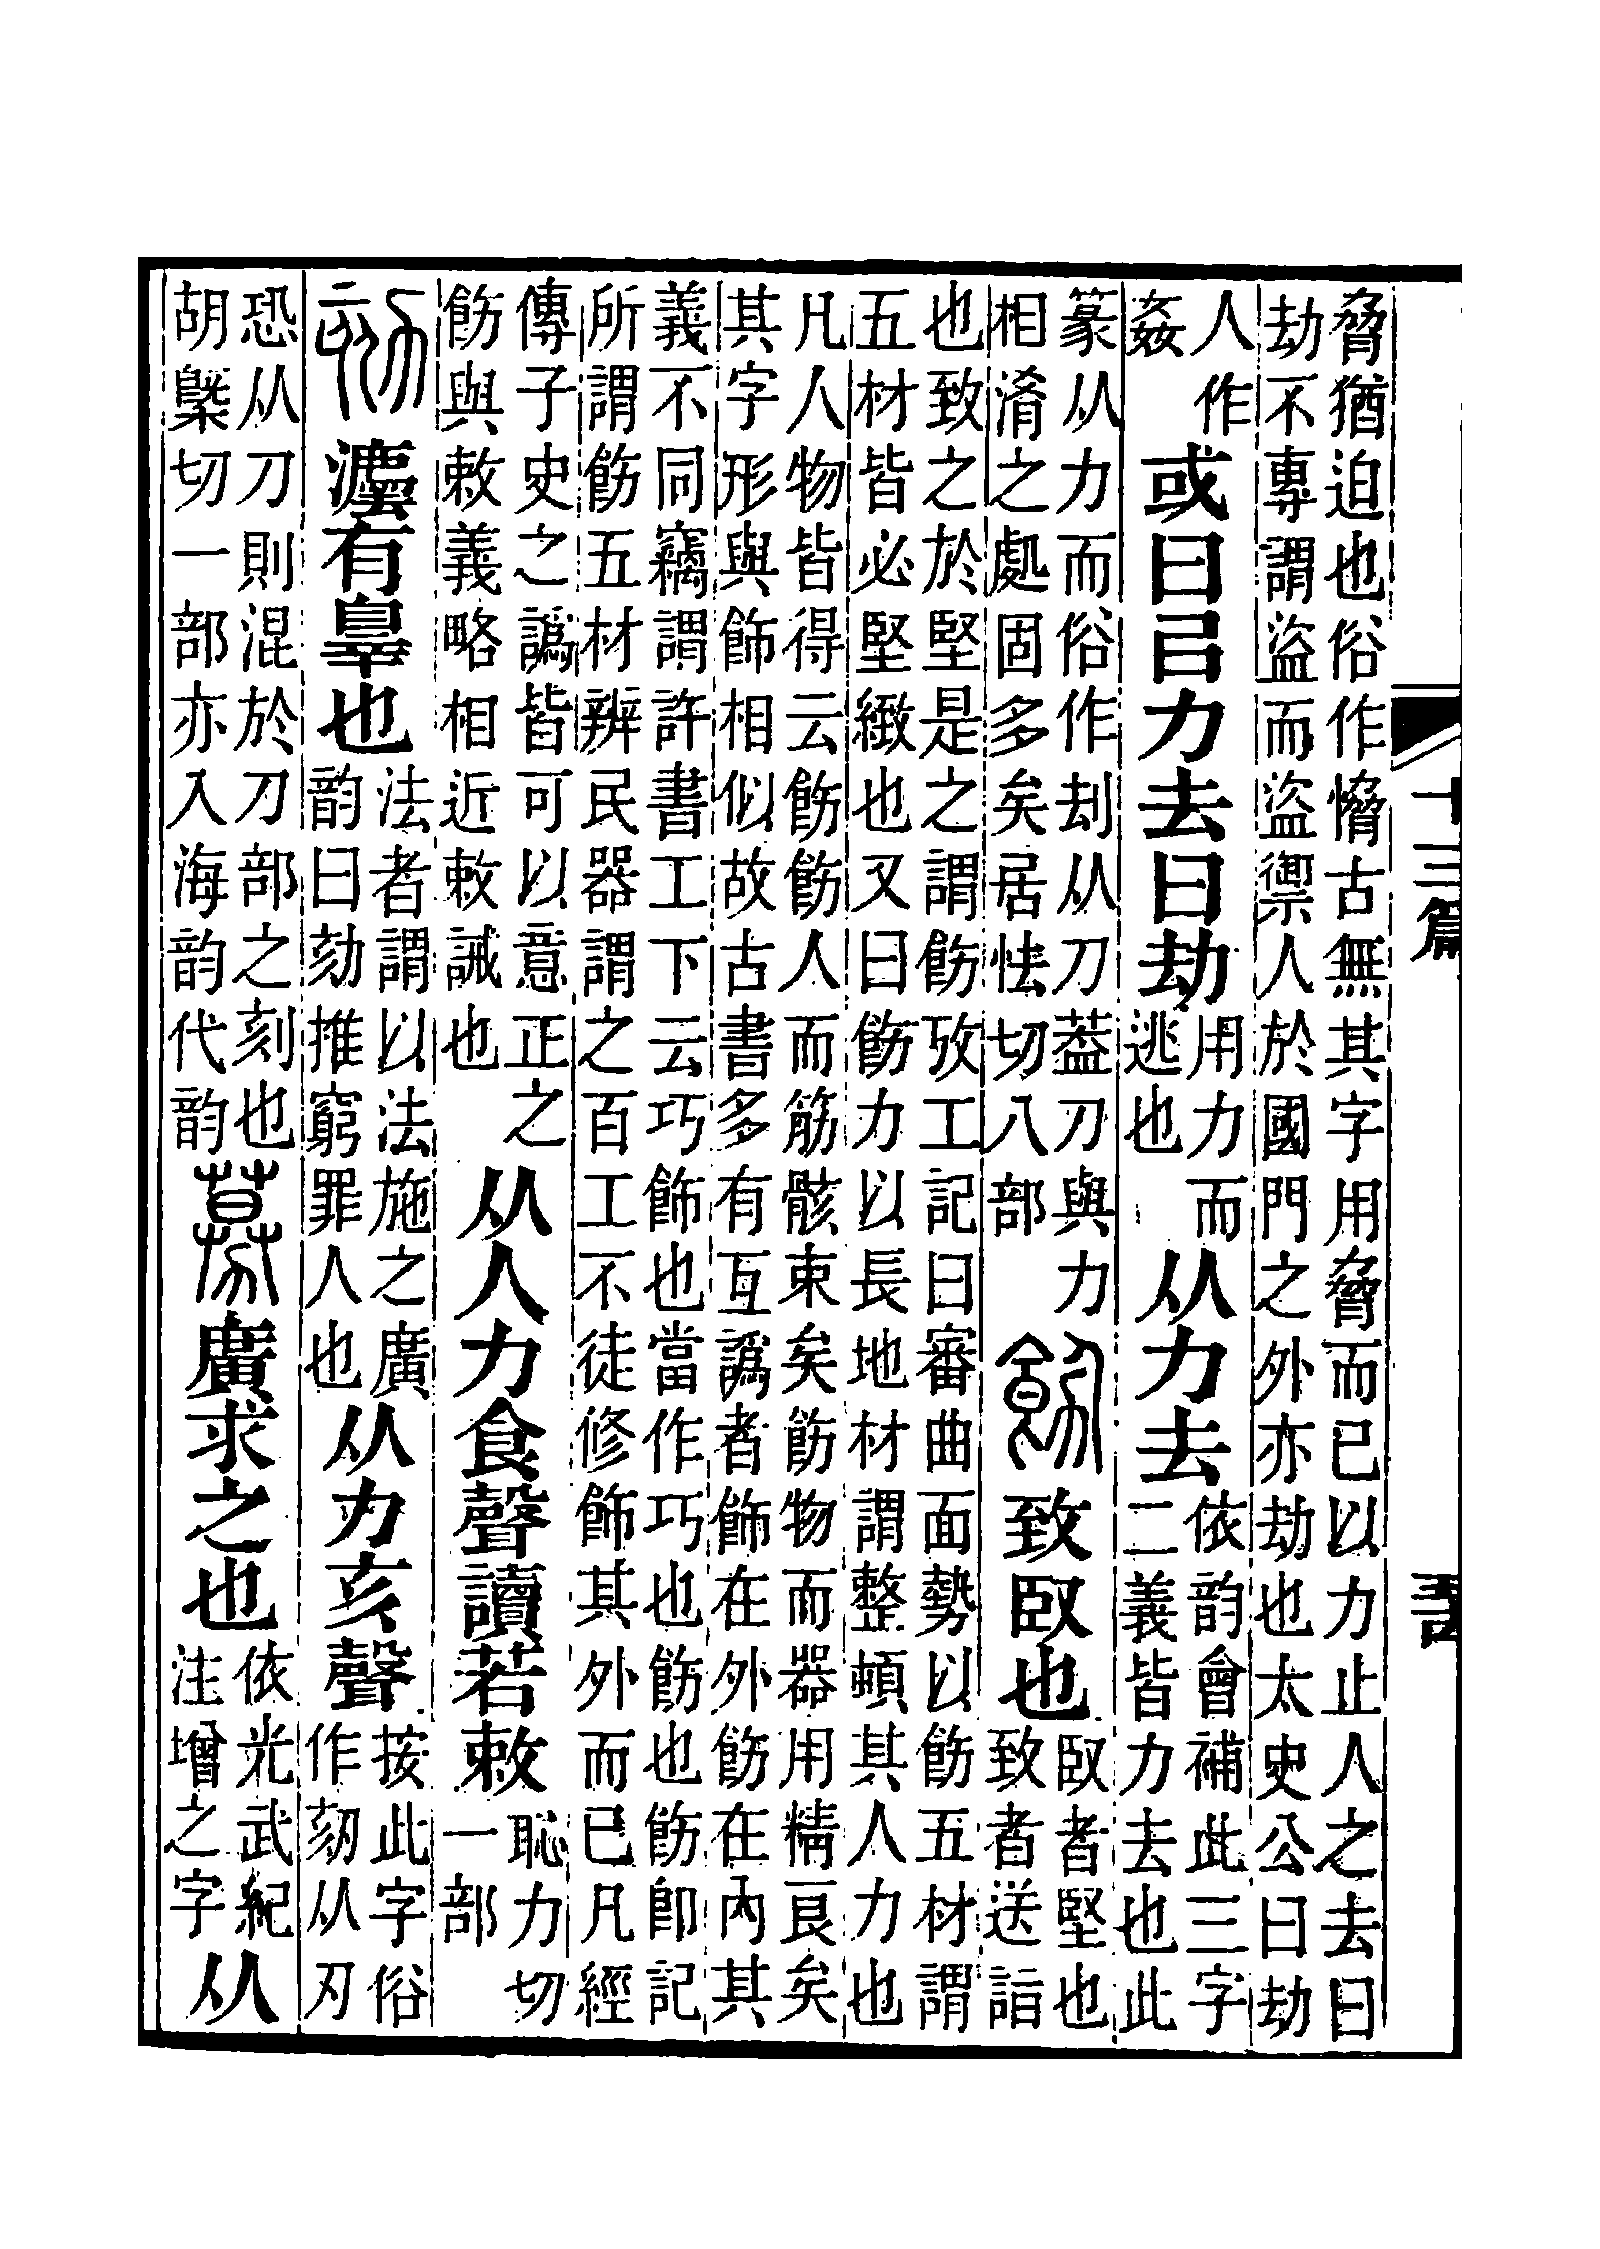 脅猶迫也俗作愶古無其字用脅而已以力止人之去曰
劫不專謂盜而盜禦人於國門之外亦劫也太史公曰劫
人作
姦
或曰㠯力去曰劫
用力而
逃也
从力去
依韵會補此三字
二義皆力去也此
篆从力而俗作刦从刀葢刀與力
相淆之處固多矣居怯切八部
飭
致臤也
臤者堅也
致者送詣
也致之於堅是之謂飭攷工記曰審曲面勢以飭五材謂
五材皆必堅緻也又曰飭力以長地材謂整頓其人力也
凡人物皆得云飭飭人而筋骸束矣飭物而器用精良矣
其字形與飾相似故古書多有互譌者飾在外飭在內其
義不同竊謂許書工下云巧飾也當作巧也飭也飭卽記
所謂飭五材辨民器謂之百工不徒修飾其外而已凡經
傳子史之譌皆可以意正之
飭與敕義略相近敕誡也
从人力食聲讀若敕
恥力切
一部
劾
灋有辠也
法者謂以法施之廣
韵曰劾推窮罪人也
从力亥聲
按此字俗
作从刃
恐从刀則混於刀部之刻也
胡槩切一部亦入海韵代韵
募
廣求之也
依光武紀
注增之字
从
十三篇